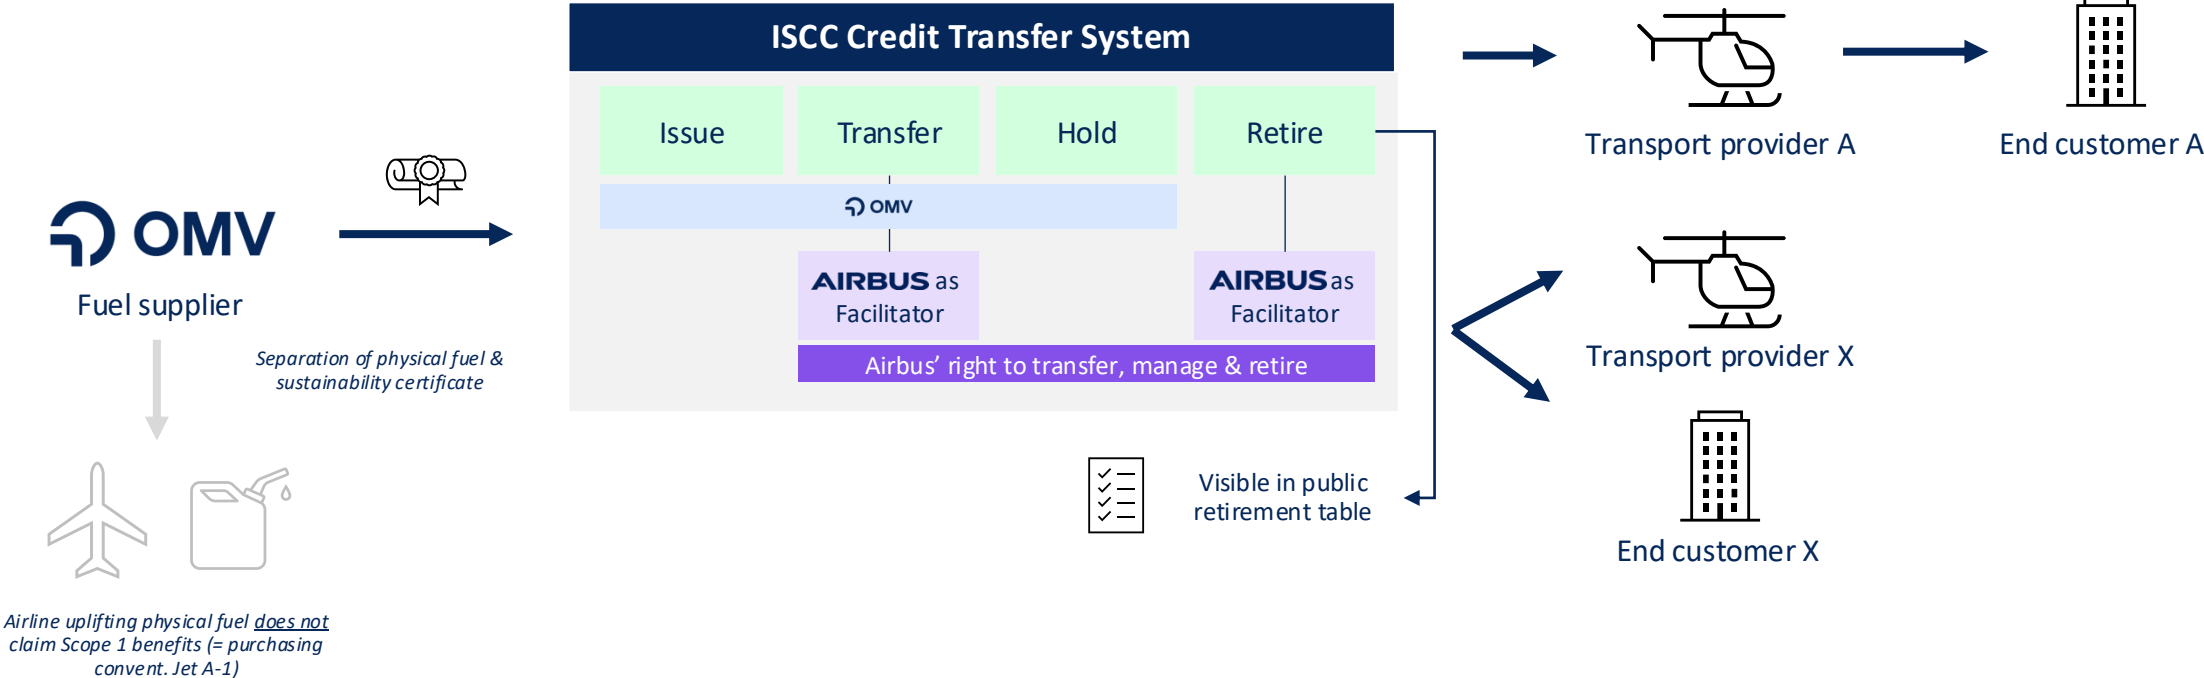 ISCC Credit Transfer System
Issue
Transfer
Hold
Retire
OMV
AIRBUS as
Facilitator
AIRBUS as
Facilitator
Airbus' right to transfer, manage & retire
OMV
Fuel supplier
Separation of physical fuel &
sustainability certificate
Airline uplifting physical fuel does not
claim Scope 1 benefits (= purchasing
convent. Jet A-1)
Visible in public
retirement table
Transport provider A
End customer A
Transport provider X
End customer X